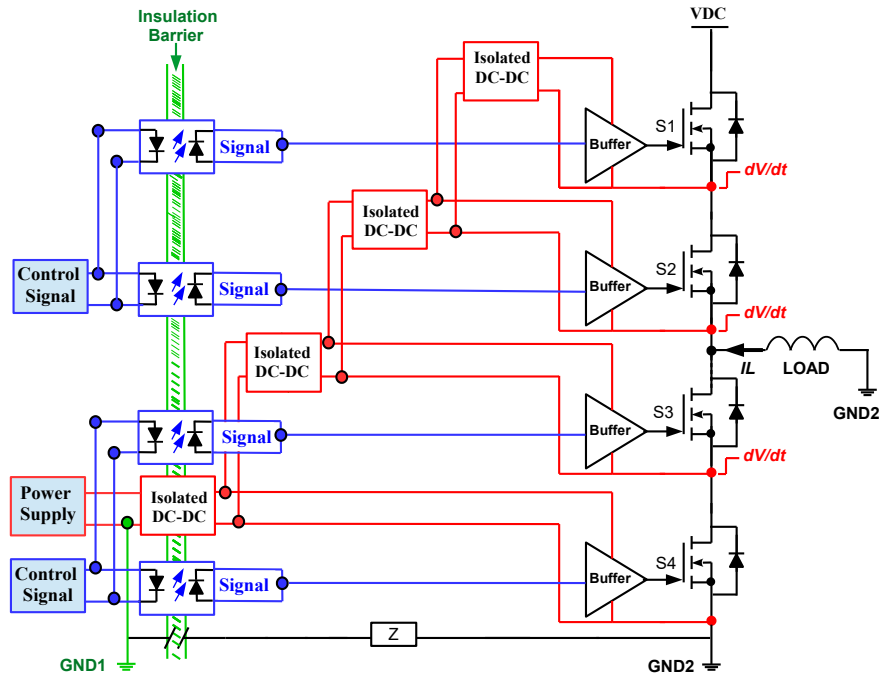 Insulation
Barrier
VDC
Isolated
DC-DC
Signal
Buffer
S1
dV/dt
Isolated
DC-DC
Control
Signal
Signal
Buffer
S2
dV/dt
Isolated
DC-DC
IL
LOAD
GND2
Signal
Buffer
S3
dV/dt
Power
Supply
Isolated
DC-DC
Control
Signal
Signal
Buffer
S4
Z
GND1
GND2